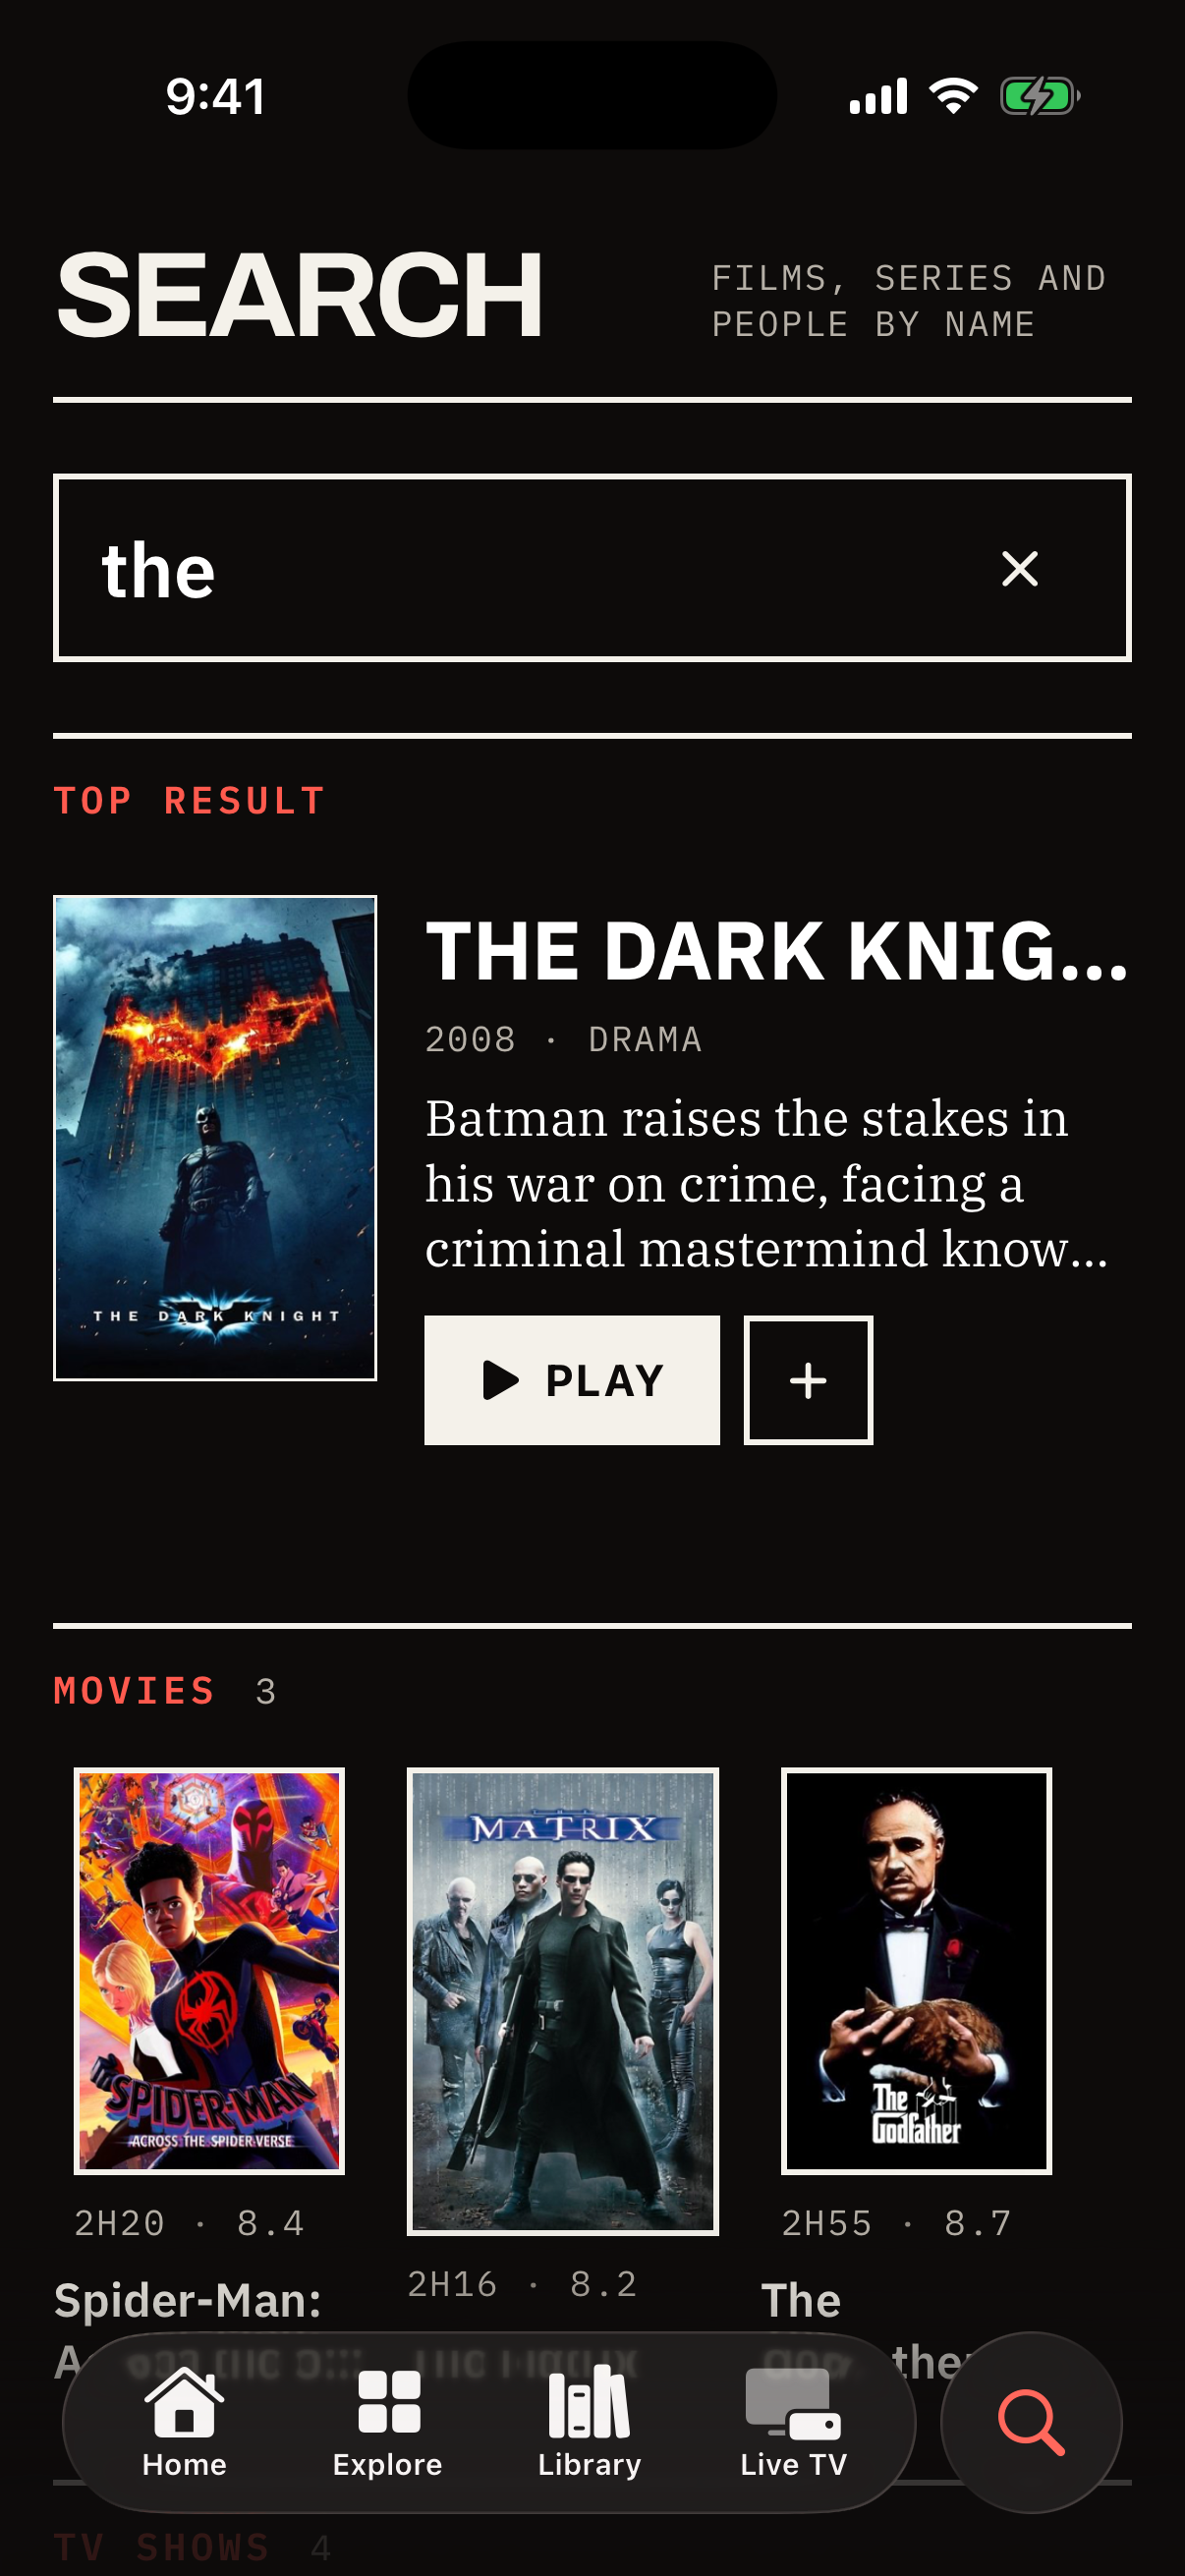 9:41
SEARCH
FILMS, SERIES AND
PEOPLE BY NAME
the
TOP RESULT
THE DARK KNIGHT
THE DARK KNIG...
2008 · DRAMA
Batman raises the stakes in
his war on crime, facing a
criminal mastermind know...
PLAY
MOVIES 3
SPIDER-MAN
ACROSS THE SPIDER-VERSE
THE
MATRIX
The
Godfather
2H20 · 8.4
2H16 · 8.2
2H55 · 8.7
Spider-Man:
The
Home
Explore
Library
Live TV
TV SHOWS 4